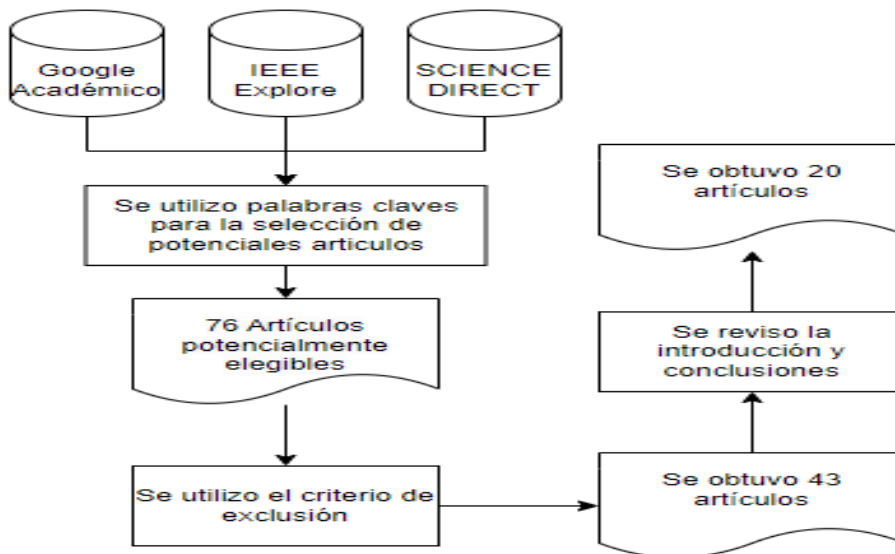 Google
Académico
IEEE
Explore
SCIENCE
DIRECT
Se utilizo palabras claves
para la selección de
potenciales articulos
76 Artículos
potencialmente
elegibles
Se utilizo el criterio de
exclusión
Se obtuvo 43
artículos
Se reviso la
introducción y
conclusiones
Se obtuvo 20
artículos